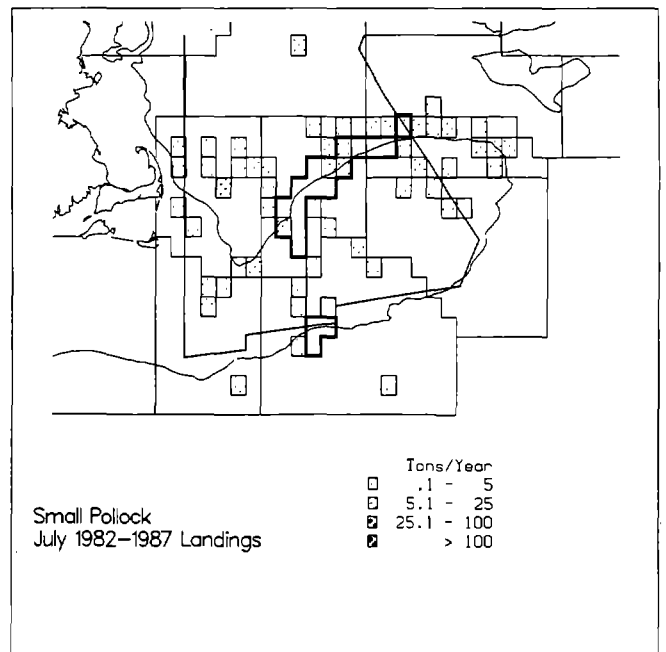 Tons/Year
.1 - 5
5.1 - 25
25.1 - 100
> 100
Small Pollock
July 1982-1987 Landings